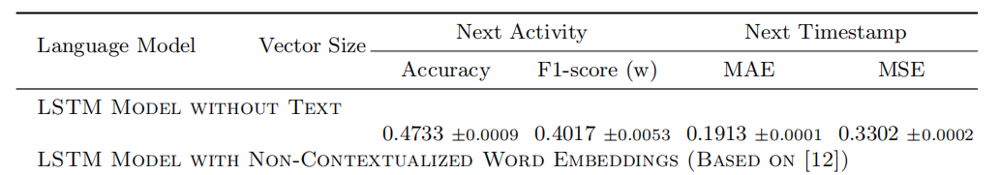 Language Model Vector Size Next Activity Next Timestamp
Accuracy F1-score (w) MAE MSE
LSTM Model without Text
0.4733 ±0.0009 0.4017 ±0.0053 0.1913 ±0.0001 0.3302 ±0.0002
LSTM Model with Non-Contextualized Word Embeddings (Based on [12])